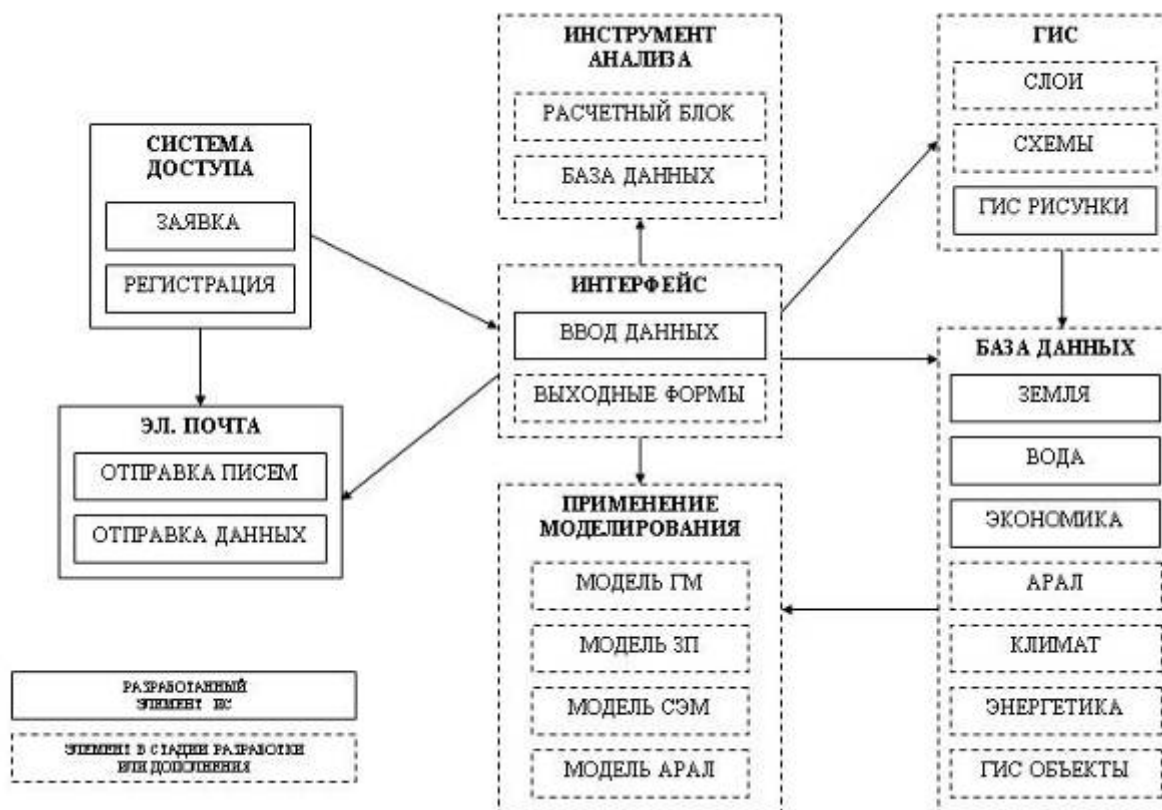 СИСТЕМА
ДОСТУПА
ЗАЯВКА
РЕГИСТРАЦИЯ
ЭЛ. ПОЧТА
ОТПРАВКА ПИСЕМ
ОТПРАВКА ДАННЫХ
РАЗРАБОТАННЫЙ
ЭЛЕМЕНТ ИС
ЭЛЕМЕНТ В СТАДИИ РАЗРАБОТКИ
ИЛИ ДОПОЛНЕНИЯ
ИНСТРУМЕНТ
АНАЛИЗА
РАСЧЕТНЫЙ БЛОК
БАЗА ДАННЫХ
ИНТЕРФЕЙС
ВВОД ДАННЫХ
ВЫХОДНЫЕ ФОРМЫ
ПРИМЕНЕНИЕ
МОДЕЛИРОВАНИЯ
МОДЕЛЬ ГМ
МОДЕЛЬ ЗП
МОДЕЛЬ СЭМ
МОДЕЛЬ АРАЛ
ГИС
СЛОИ
СХЕМЫ
ГИС РИСУНКИ
БАЗА ДАННЫХ
ЗЕМЛЯ
ВОДА
ЭКОНОМИКА
АРАЛ
КЛИМАТ
ЭНЕРГЕТИКА
ГИС ОБЪЕКТЫ